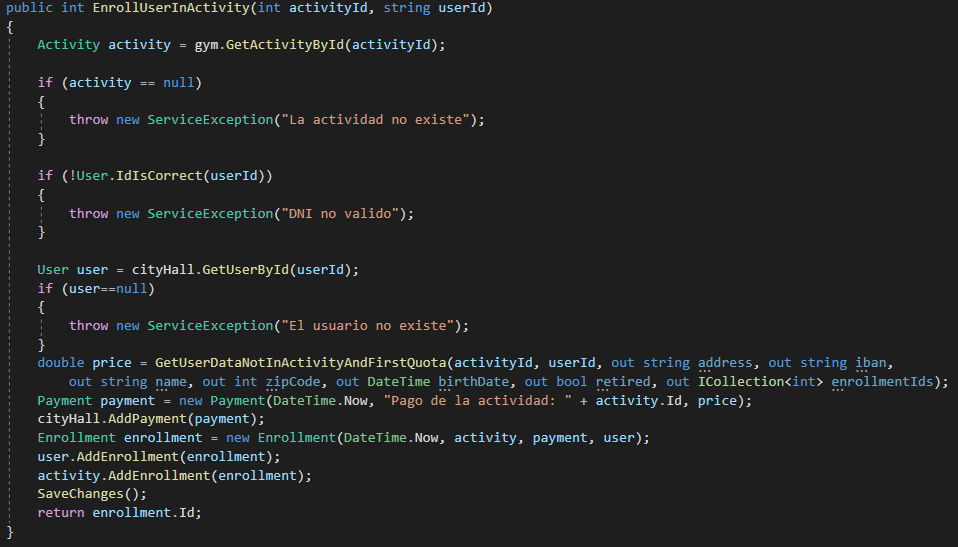 public int EnrollUserInActivity(int activityId, string userId)
{
    Activity activity = gym.GetActivityById(activityId);

    if (activity == null)
    {
        throw new ServiceException("La actividad no existe");
    }

    if (!User.IdIsCorrect(userId))
    {
        throw new ServiceException("DNI no valido");
    }

    User user = cityHall.GetUserById(userId);
    if (user==null)
    {
        throw new ServiceException("El usuario no existe");
    }
    double price = GetUserDataNotInActivityAndFirstQuota(activityId, userId, out string address, out string iban,
        out string name, out int zipCode, out DateTime birthDate, out bool retired, out ICollection<int> enrollmentIds);
    Payment payment = new Payment(DateTime.Now, "Pago de la actividad: " + activity.Id, price);
    cityHall.AddPayment(payment);
    Enrollment enrollment = new Enrollment(DateTime.Now, activity, payment, user);
    user.AddEnrollment(enrollment);
    activity.AddEnrollment(enrollment);
    SaveChanges();
    return enrollment.Id;
}